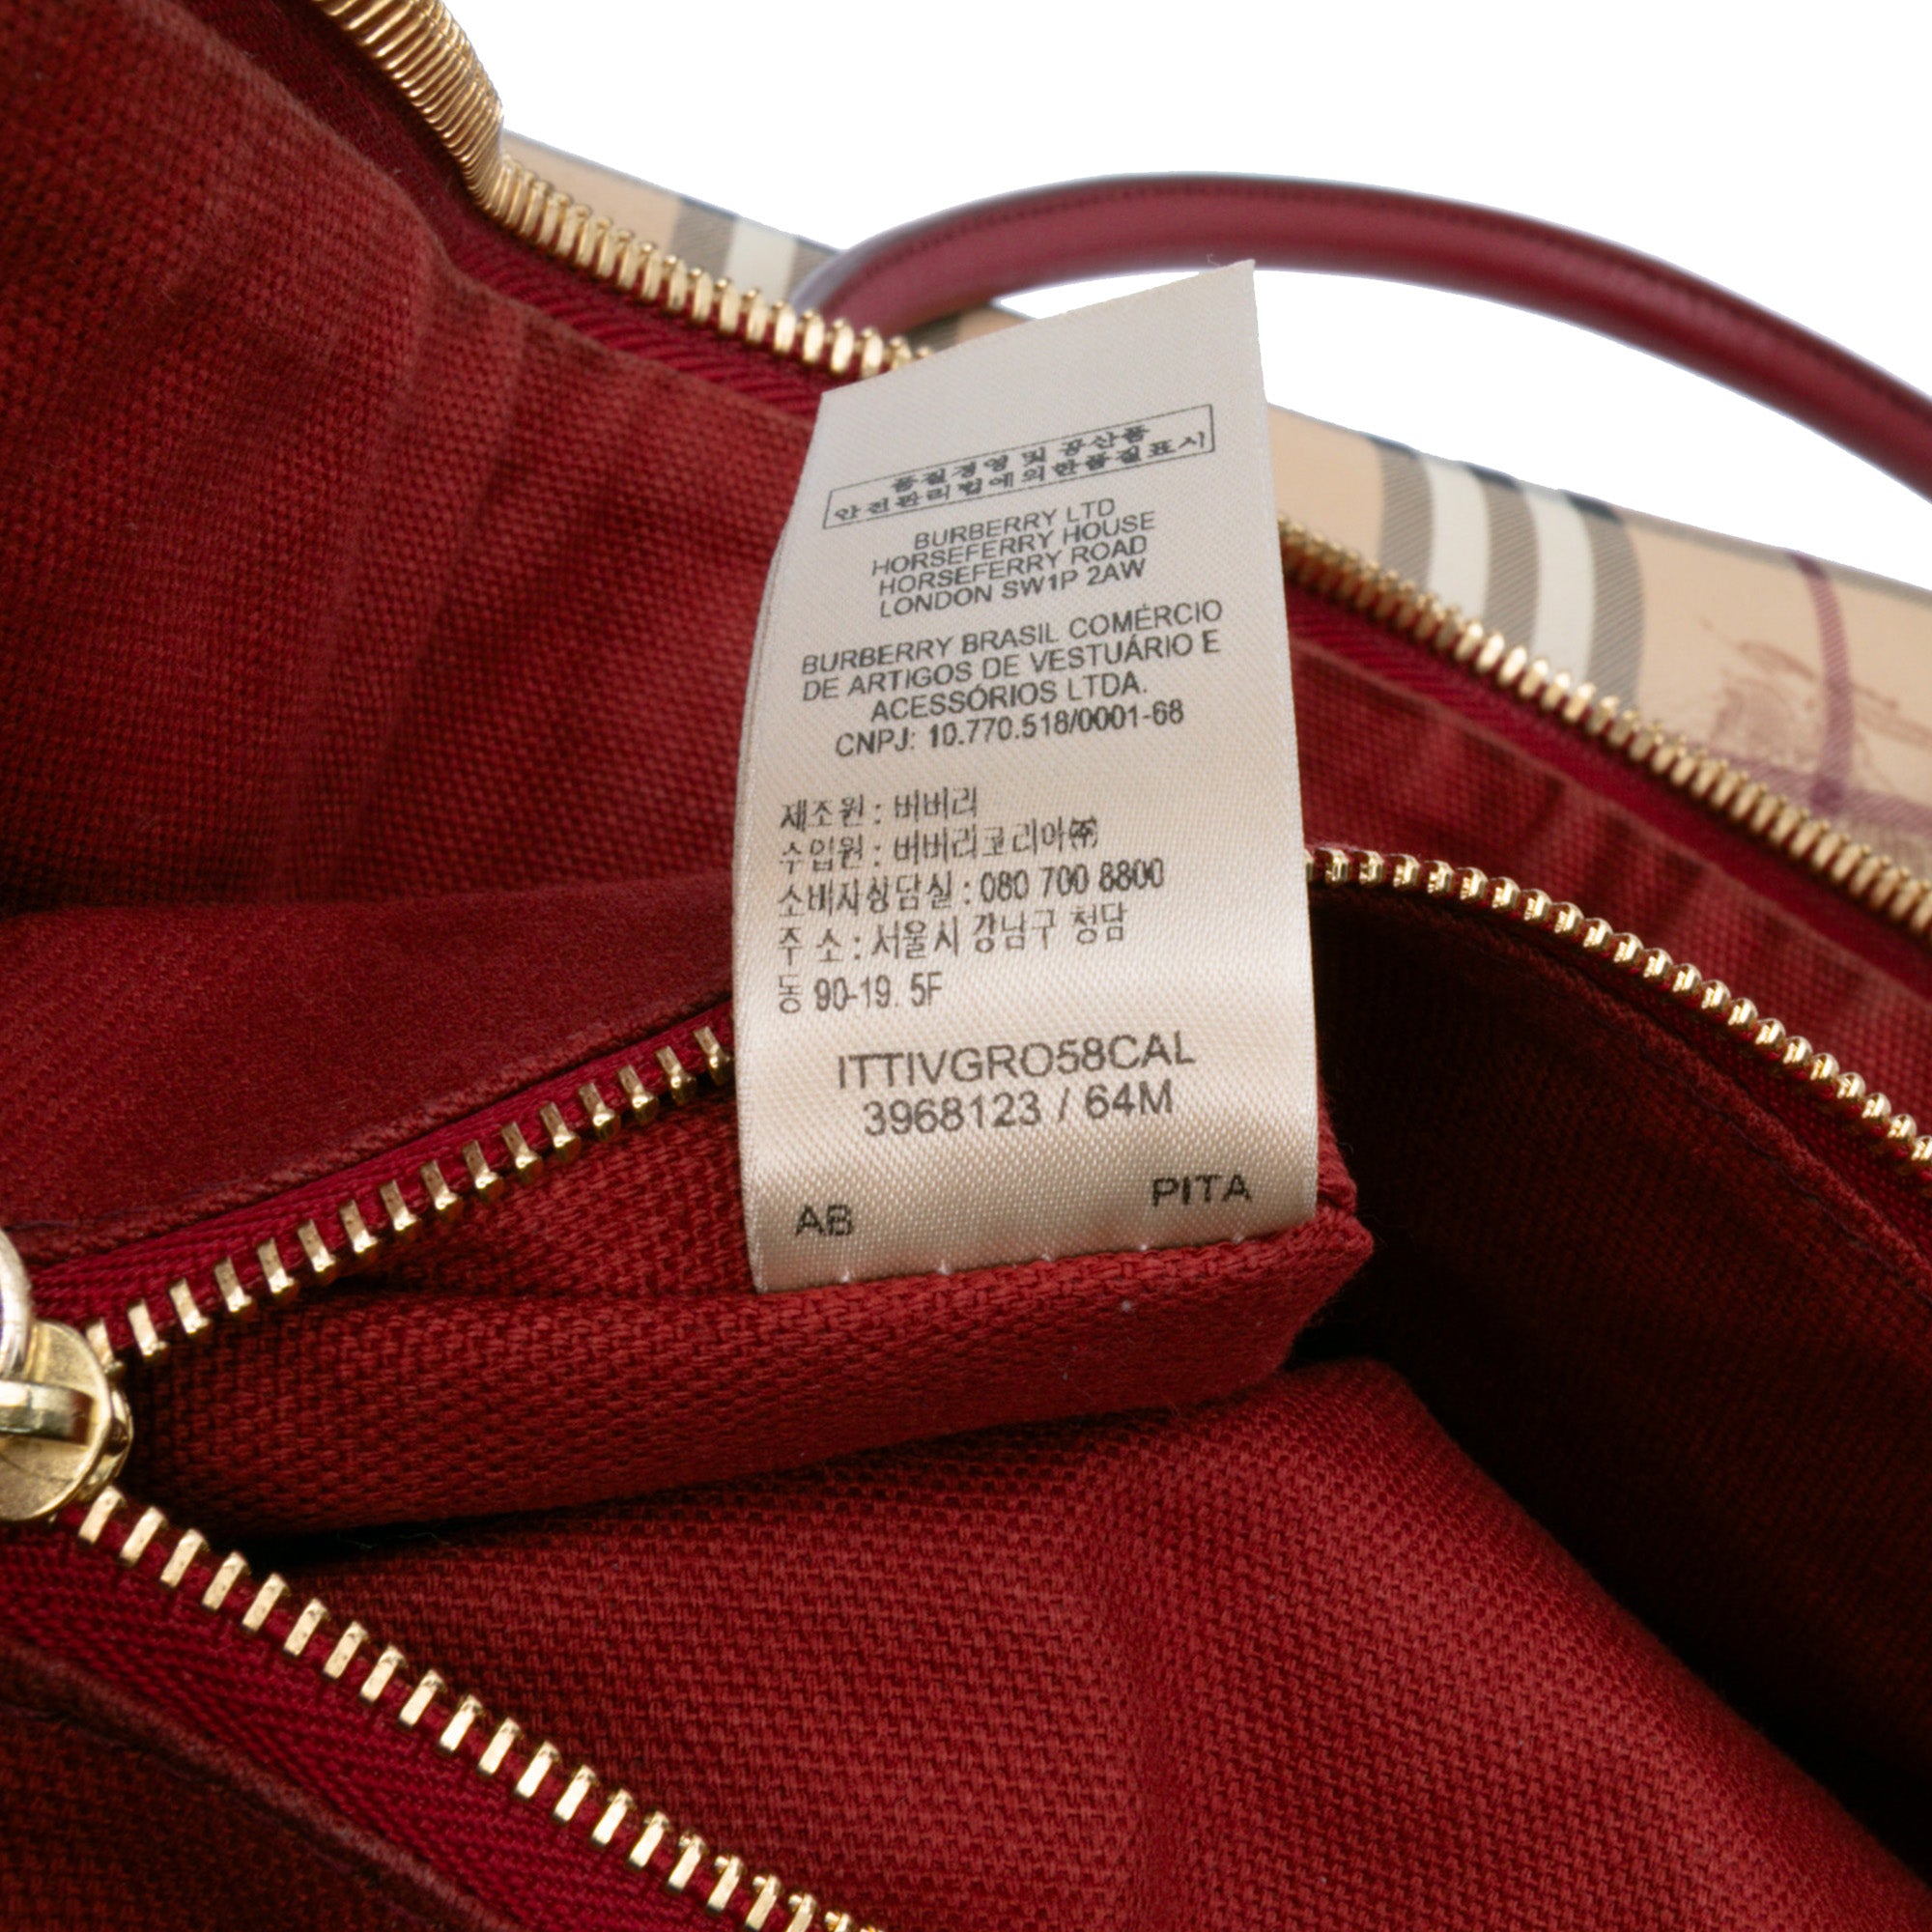 품질경영 및 공산품
안전관리법에의한품질표시
BURBERRY LTD
HORSEFERRY HOUSE
HORSEFERRY ROAD
LONDON SW1P 2AW
BURBERRY BRASIL COMÉRCIO
DE ARTIGOS DE VESTUÁRIO E
ACESSÓRIOS LTDA.
CNPJ: 10.770.518/0001-68
제조원 : 버버리
수입원 : 버버리코리아㈜
소비자상담실 : 080 700 8800
주 소 : 서울시 강남구 청담
동 90-19. 5F
ITTIVGRO58CAL
3968123 / 64M
AB PITA